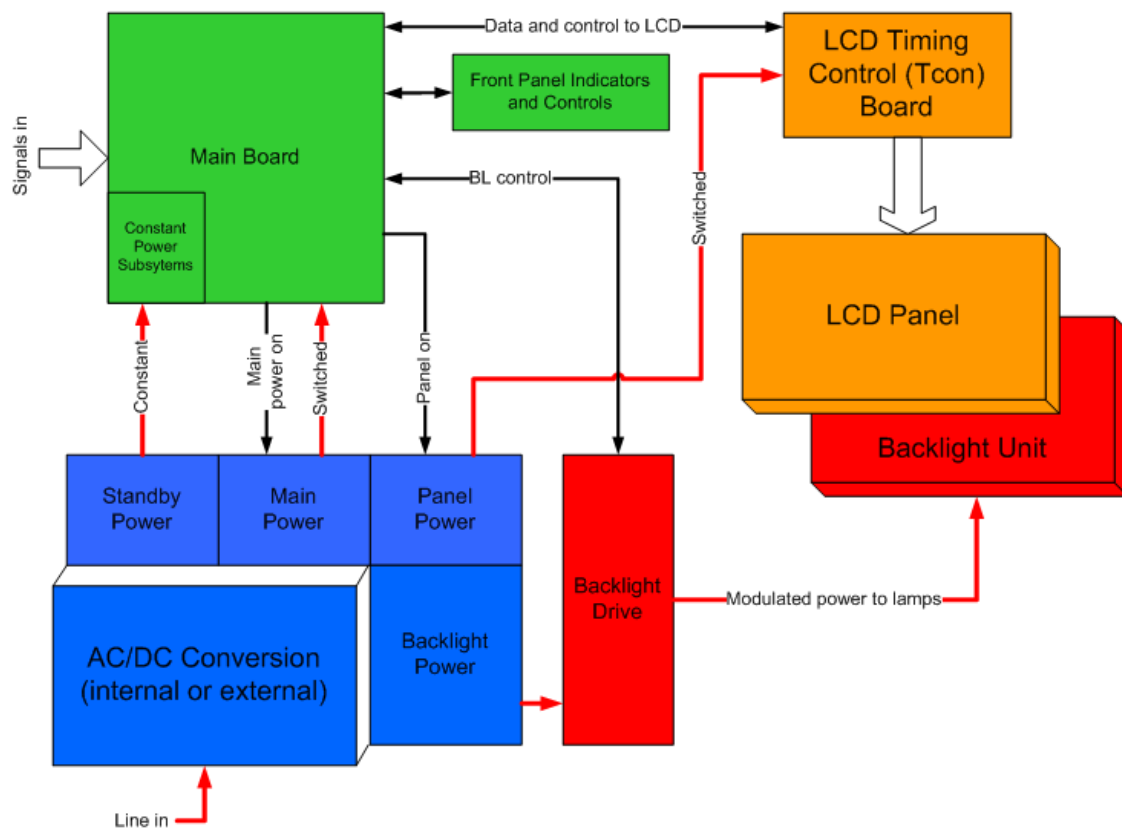 Data and control to LCD
LCD Timing
Control (Tcon)
Board
Front Panel Indicators
and Controls
Signals in
Main Board
BL control
Switched
Constant
Power
Subsytems
LCD Panel
Constant
Main
power on
Switched
Panel on
Backlight Unit
Standby
Power
Main
Power
Panel
Power
Backlight
Drive
Modulated power to lamps
AC/DC Conversion
(internal or external)
Backlight
Power
Line in